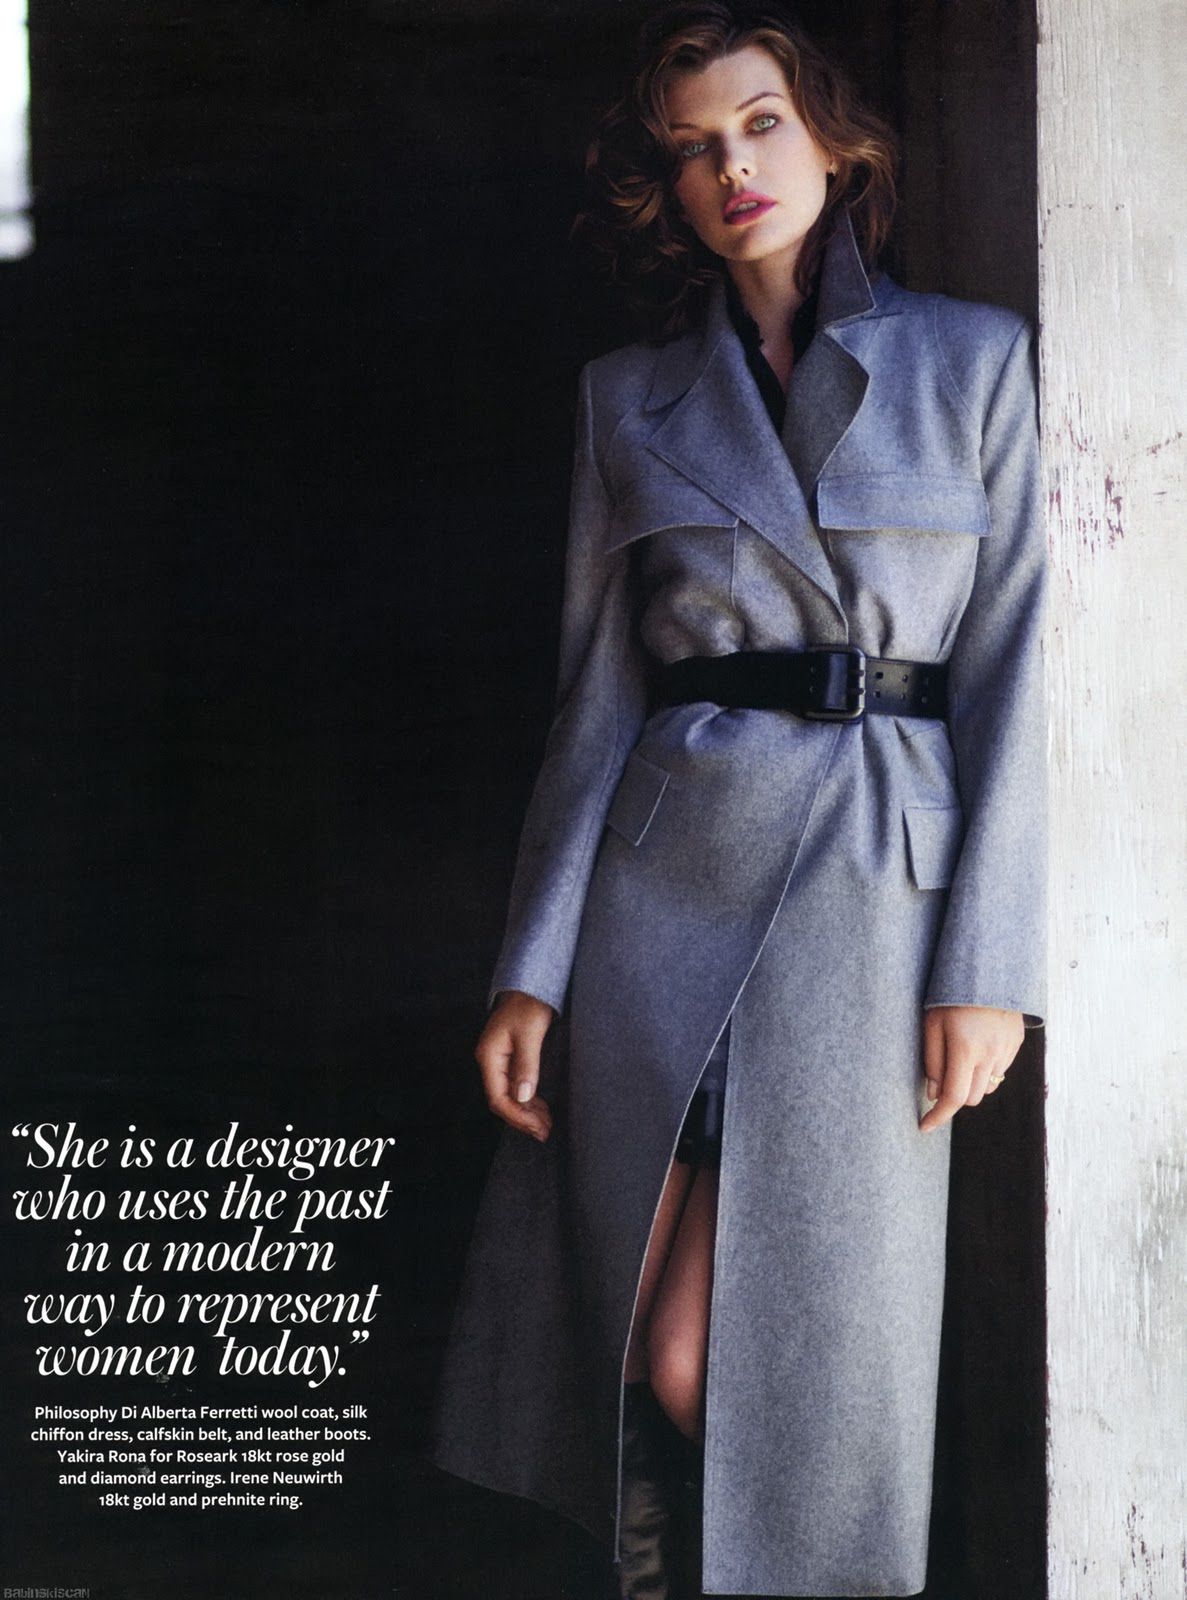 “She is a designer
who uses the past
in a modern
way to represent
women today.”
Philosophy Di Alberta Ferretti wool coat, silk
chiffon dress, calfskin belt, and leather boots.
Yakira Rona for Roseark 18kt rose gold
and diamond earrings. Irene Neuwirth
18kt gold and prehnite ring.
BabinskiScaN